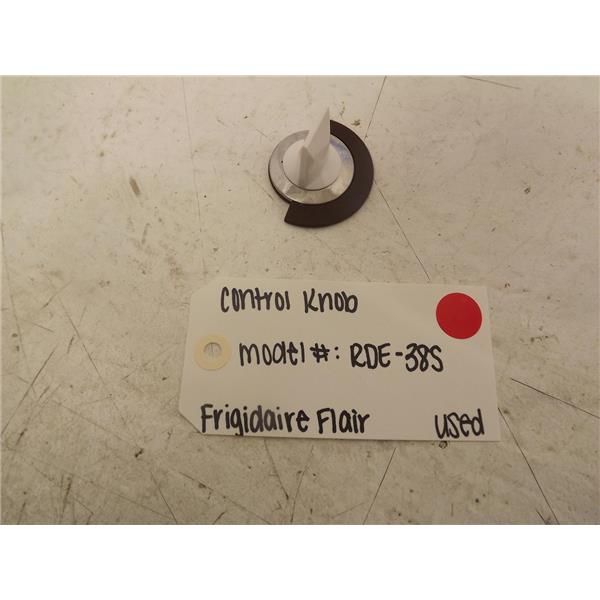 control Knob
Model#: RDE-38S
Frigidaire Flair used